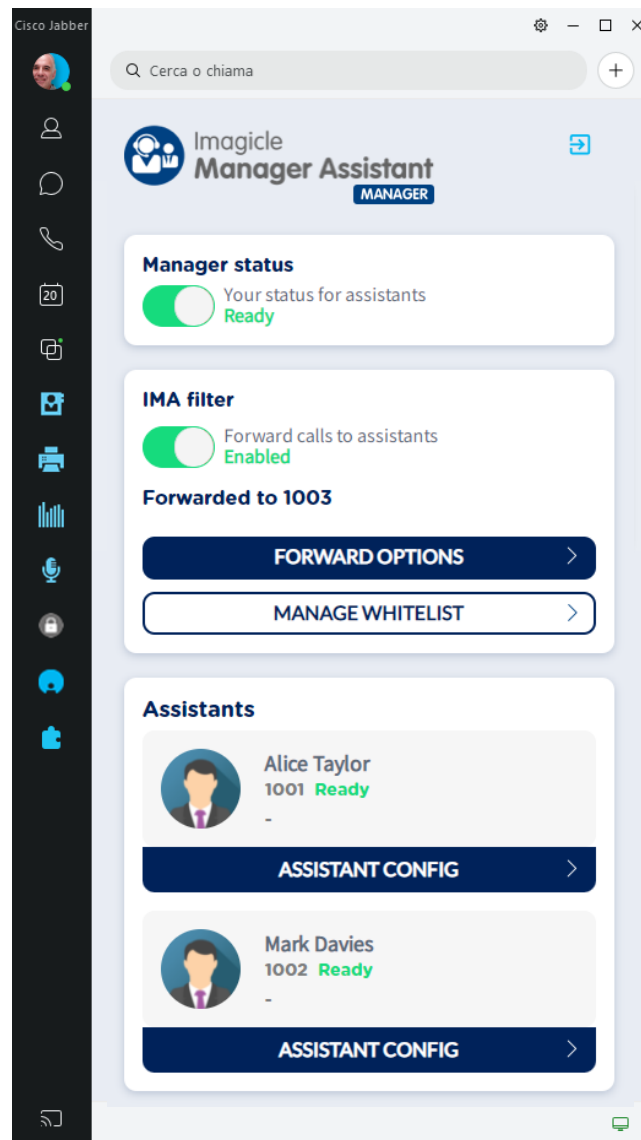 Cisco Jabber
Cerca o chiama
Imagicle
Manager Assistant
MANAGER
20
Manager status
Your status for assistants
Ready
IMA filter
Forward calls to assistants
Enabled
Forwarded to 1003
FORWARD OPTIONS
MANAGE WHITELIST
Assistants
Alice Taylor
1001 Ready
-
ASSISTANT CONFIG
Mark Davies
1002 Ready
-
ASSISTANT CONFIG